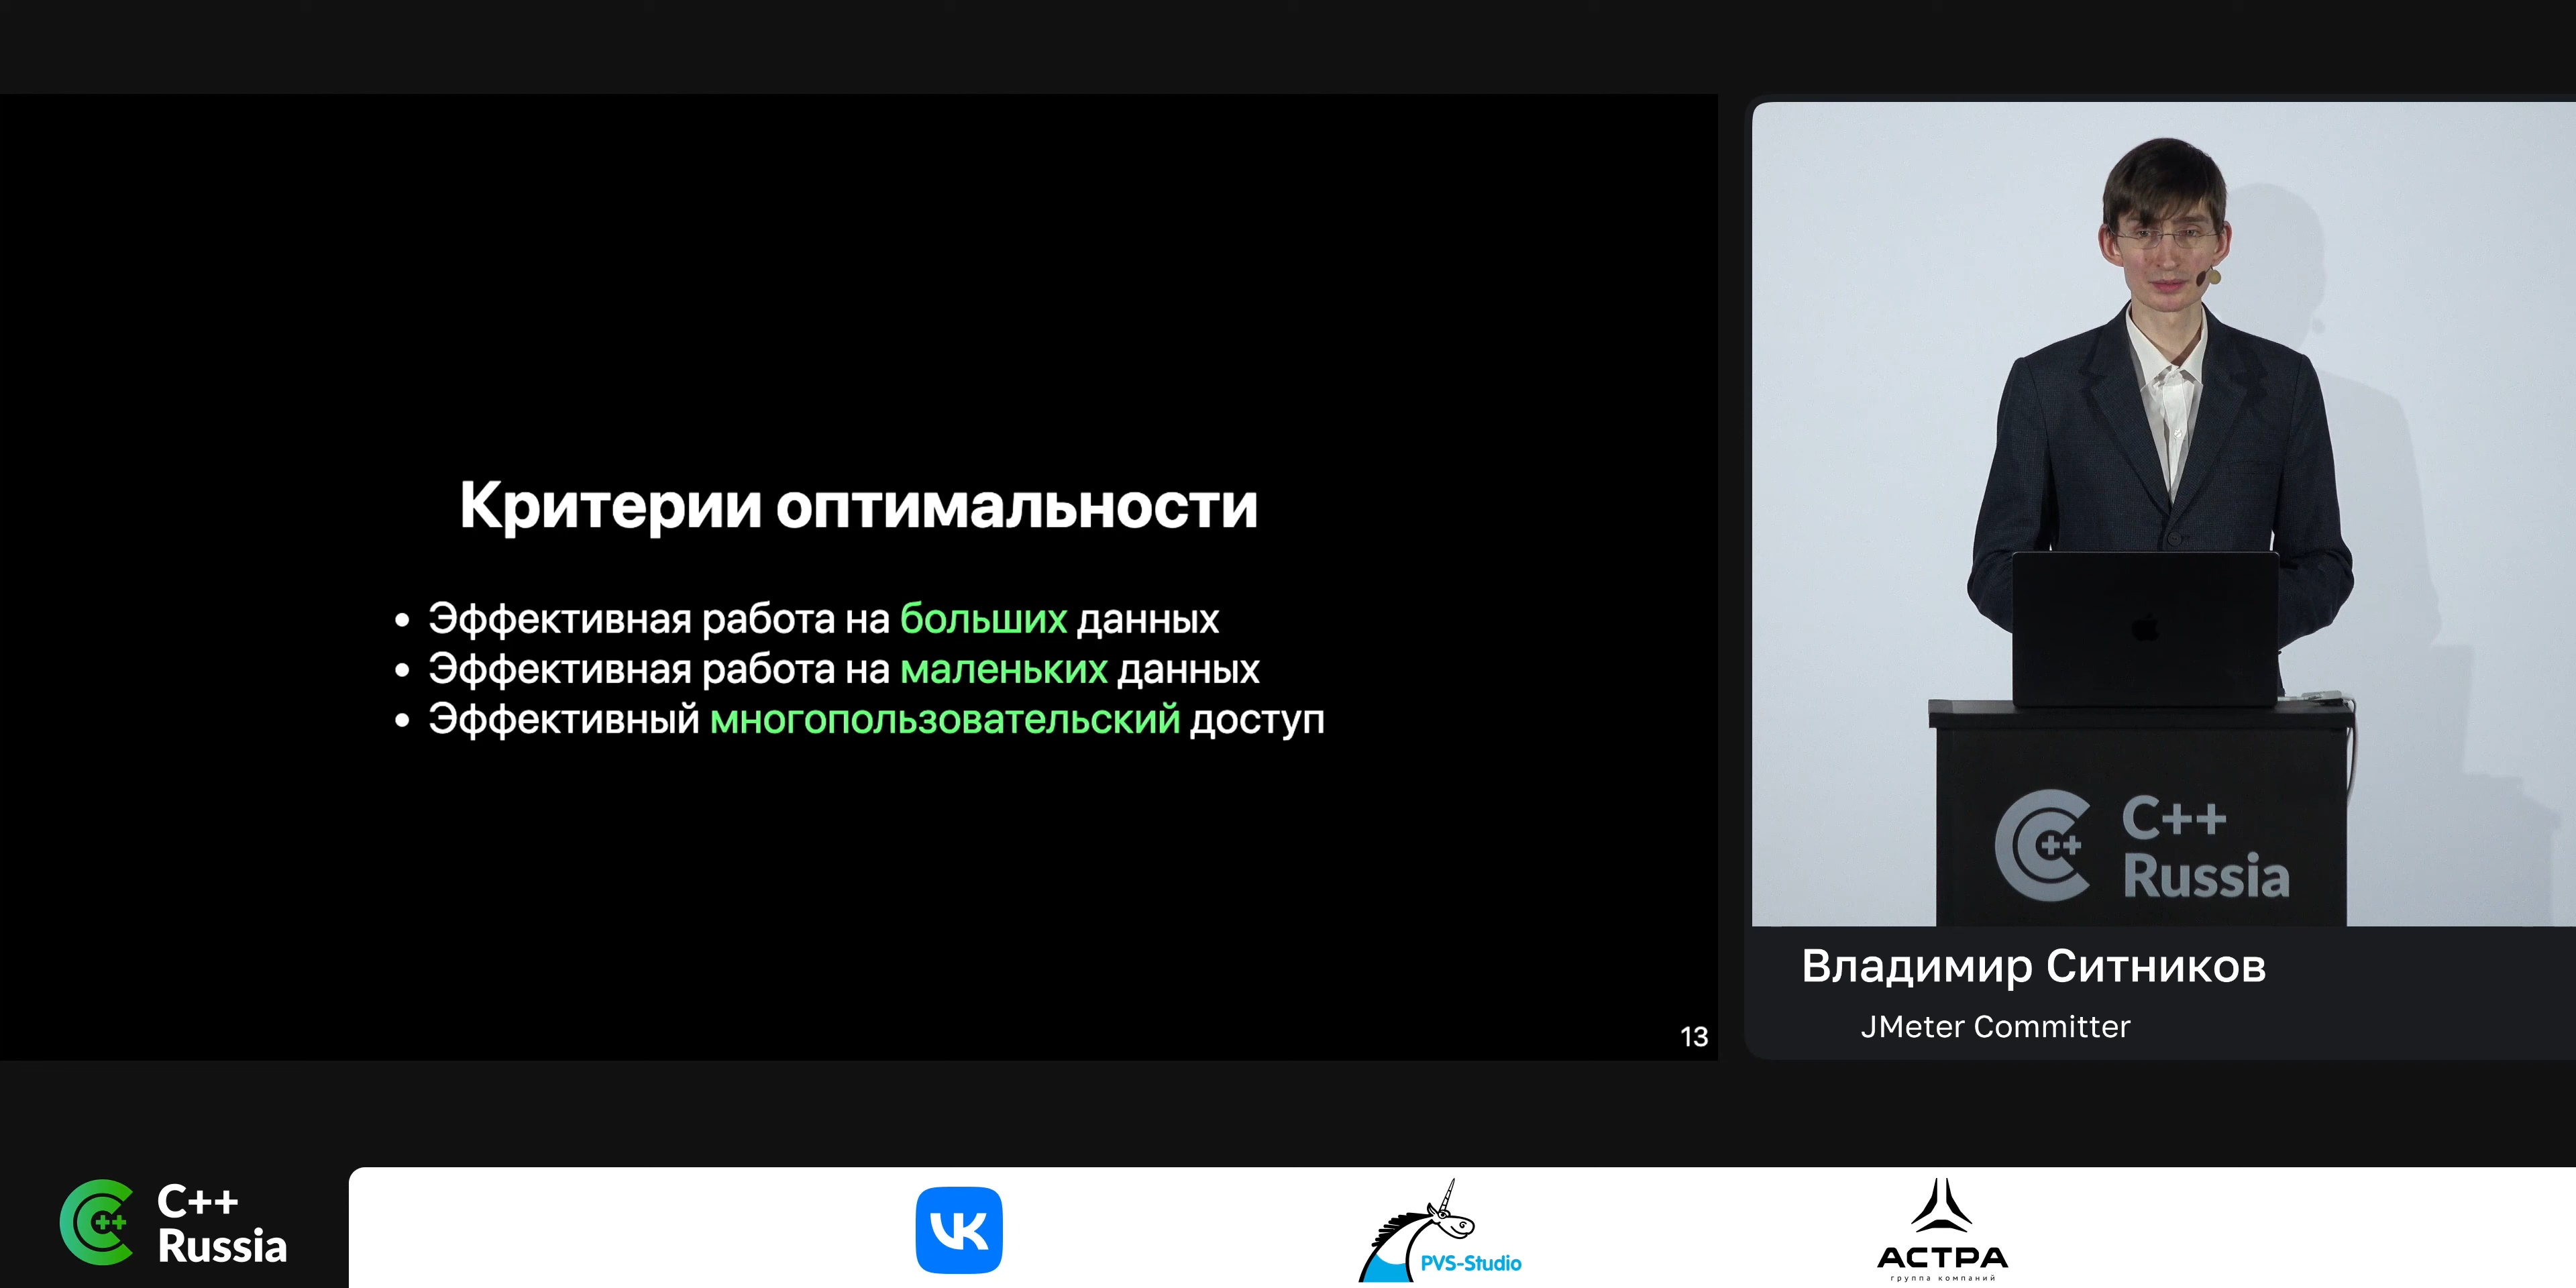 Критерии оптимальности
• Эффективная работа на больших данных
• Эффективная работа на маленьких данных
• Эффективный многопользовательский доступ
13
C++
Russia
Владимир Ситников
JMeter Committer
C++
Russia
VK
PVS-Studio
АСТРА
группа компаний